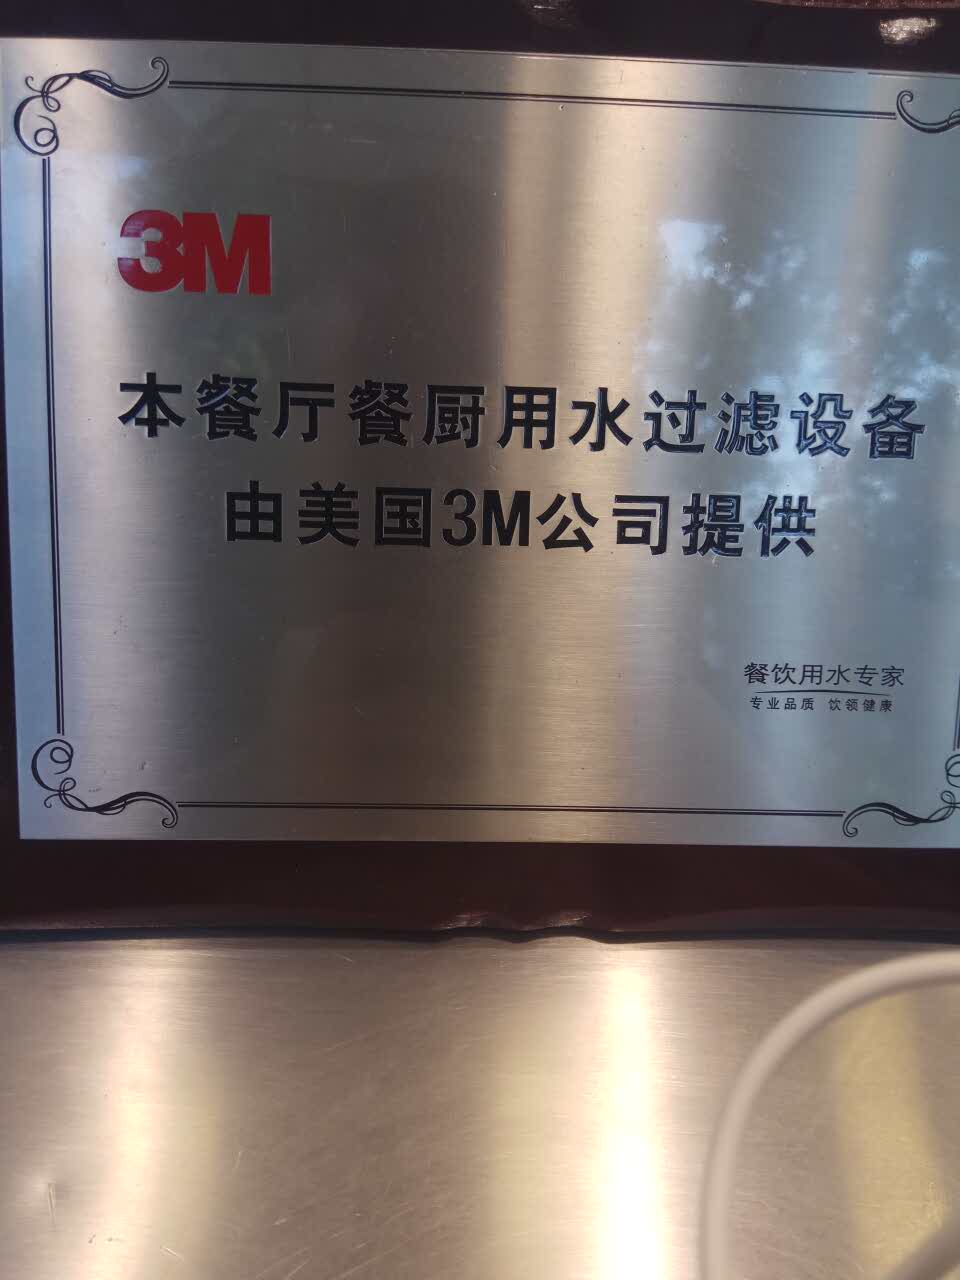 3M
本餐厅餐厨用水过滤设备
由美国3M公司提供
餐饮用水专家
专业品质 饮领健康